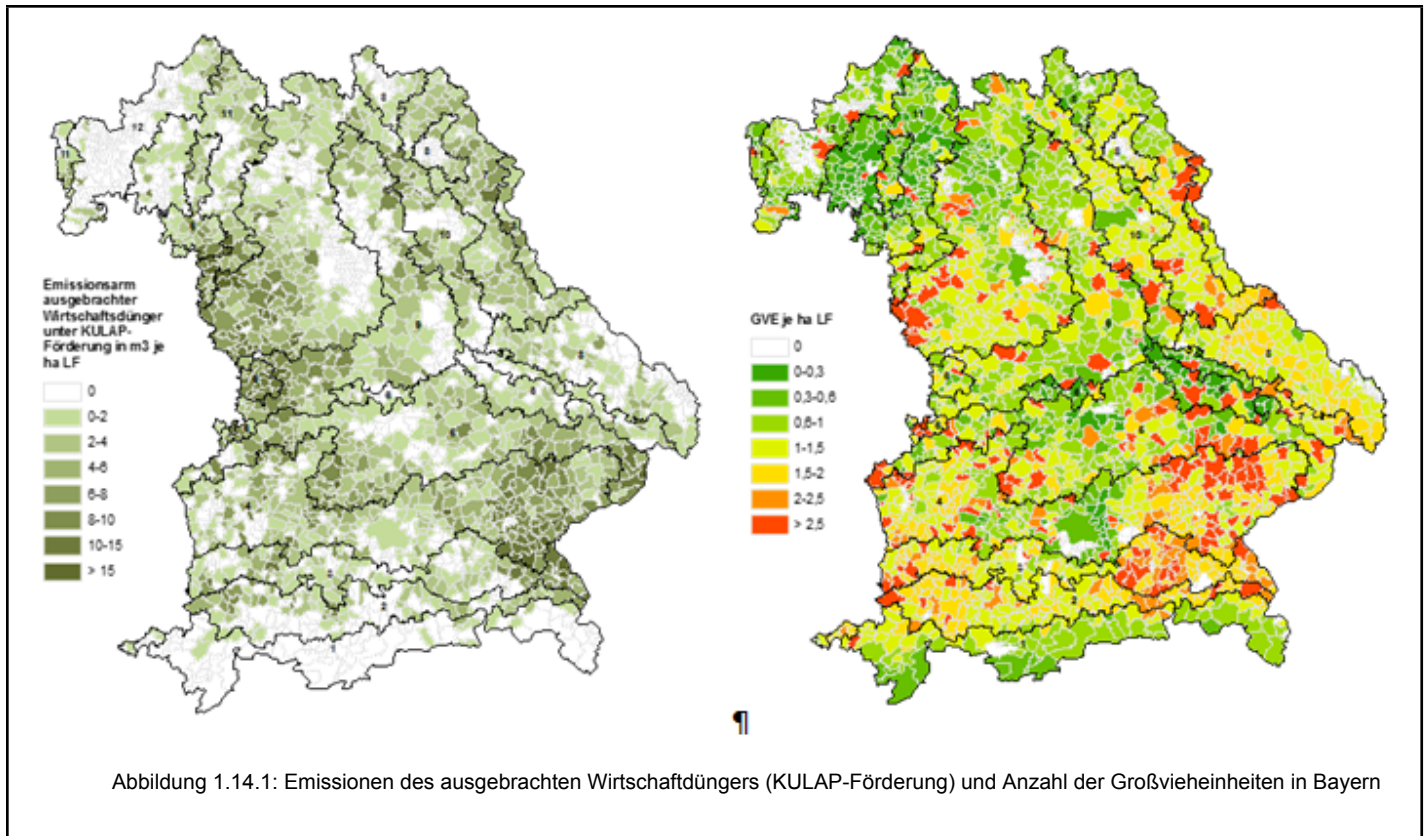 Emissionsarm
ausgebrachter
Wirtschaftsdünger
unter KULAP-
Förderung in m3 je
ha LF
0
0-2
2-4
4-6
6-8
8-10
10-15
> 15
GVE je ha LF
0
0-0,3
0,3-0,6
0,6-1
1-1,5
1,5-2
2-2,5
> 2,5
¶
Abbildung 1.14.1: Emissionen des ausgebrachten Wirtschaftdüngers (KULAP-Förderung) und Anzahl der Großvieheinheiten in Bayern